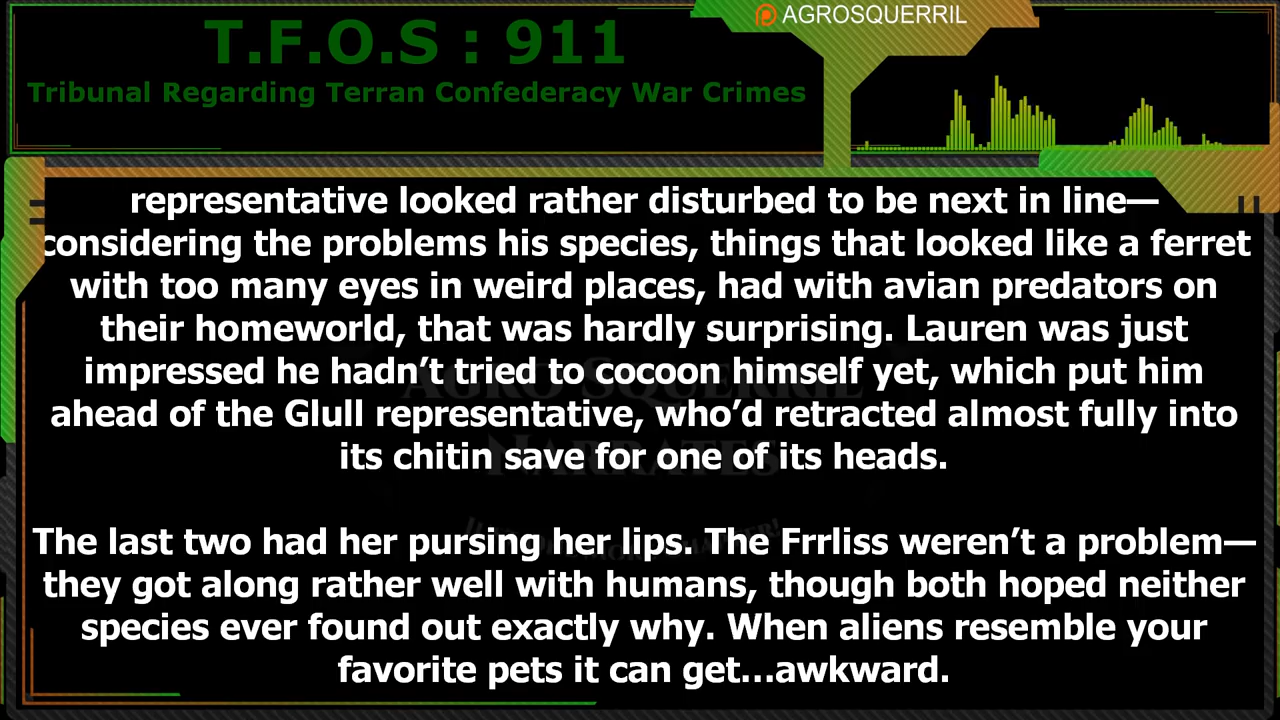 T.F.O.S : 911
AGROSQUERRIL
Tribunal Regarding Terran Confederacy War Crimes
representative looked rather disturbed to be next in line—
considering the problems his species, things that looked like a ferret
with too many eyes in weird places, had with avian predators on
their homeworld, that was hardly surprising. Lauren was just
impressed he hadn’t tried to cocoon himself yet, which put him
ahead of the Glull representative, who’d retracted almost fully into
its chitin save for one of its heads.
The last two had her pursing her lips. The Frrliss weren’t a problem—
they got along rather well with humans, though both hoped neither
species ever found out exactly why. When aliens resemble your
favorite pets it can get…awkward.